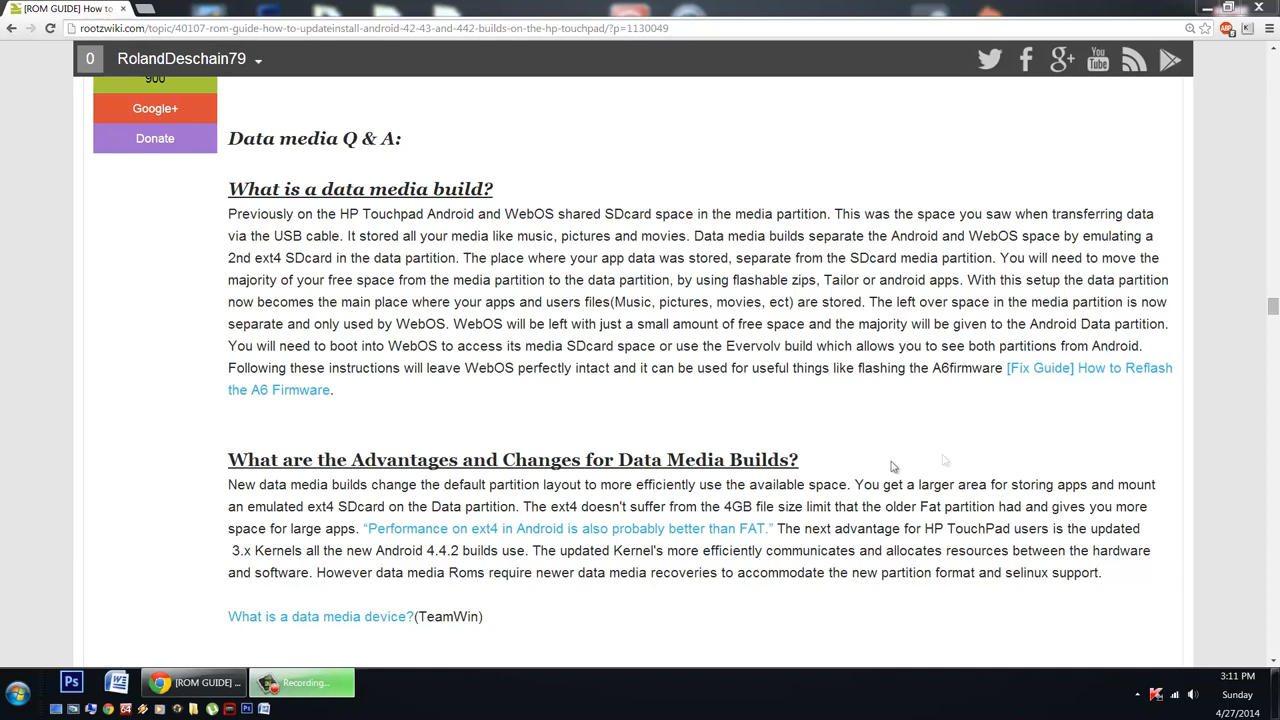 [ROM GUIDE] How to
rootzwiki.com/topic/40107-rom-guide-how-to-updateinstall-android-42-43-and-442-builds-on-the-hp-touchpad/?p=1130049
0 RolandDeschain79
You Tube
900
Google+
Donate
Data media Q & A:
What is a data media build?
Previously on the HP Touchpad Android and WebOS shared SDcard space in the media partition. This was the space you saw when transferring data
via the USB cable. It stored all your media like music, pictures and movies. Data media builds separate the Android and WebOS space by emulating a
2nd ext4 SDcard in the data partition. The place where your app data was stored, separate from the SDcard media partition. You will need to move the
majority of your free space from the media partition to the data partition, by using flashable zips, Tailor or android apps. With this setup the data partition
now becomes the main place where your apps and users files(Music, pictures, movies, ect) are stored. The left over space in the media partition is now
separate and only used by WebOS. WebOS will be left with just a small amount of free space and the majority will be given to the Android Data partition.
You will need to boot into WebOS to access its media SDcard space or use the Evervolv build which allows you to see both partitions from Android.
Following these instructions will leave WebOS perfectly intact and it can be used for useful things like flashing the A6firmware [Fix Guide] How to Reflash
the A6 Firmware.
What are the Advantages and Changes for Data Media Builds?
New data media builds change the default partition layout to more efficiently use the available space. You get a larger area for storing apps and mount
an emulated ext4 SDcard on the Data partition. The ext4 doesn't suffer from the 4GB file size limit that the older Fat partition had and gives you more
space for large apps. “Performance on ext4 in Android is also probably better than FAT.” The next advantage for HP TouchPad users is the updated
3.x Kernels all the new Android 4.4.2 builds use. The updated Kernel's more efficiently communicates and allocates resources between the hardware
and software. However data media Roms require newer data media recoveries to accommodate the new partition format and selinux support.
What is a data media device?(TeamWin)
Ps
[ROM GUIDE] ...
Recording...
3:11 PM
Sunday
4/27/2014